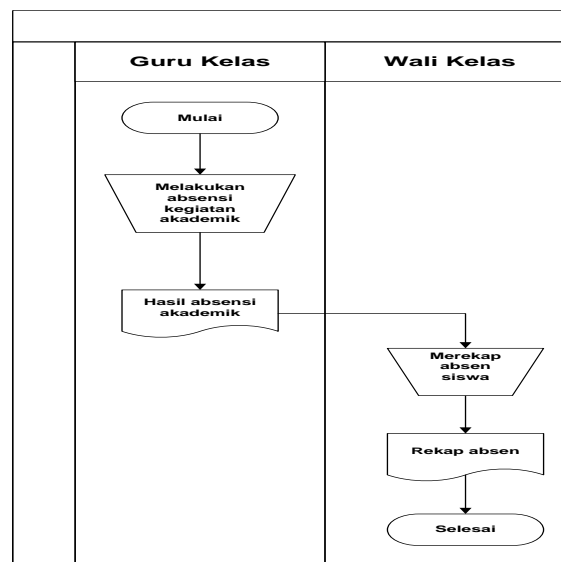 Guru Kelas
Wali Kelas
Mulai
Melakukan
absensi
kegiatan
akademik
Hasil absensi
akademik
Merekap
absen
siswa
Rekap absen
Selesai